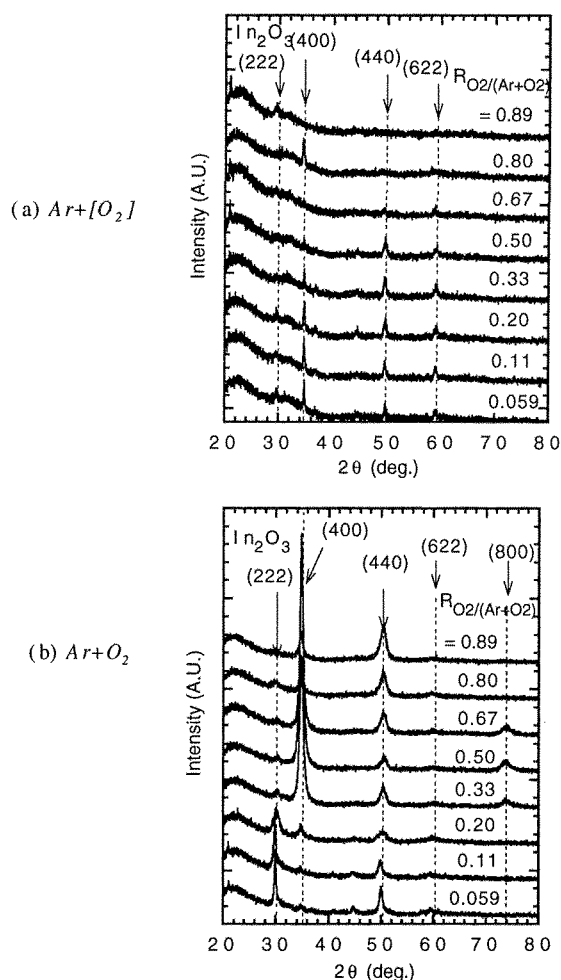 In2O3 (400)
(222)
(440) (622) RO2/(Ar+O2)
= 0.89
0.80
(a) Ar+[O2]
0.67
0.50
0.33
0.20
0.11
0.059
Intensity (A.U.)
20 30 40 50 60 70 80
2θ (deg.)
In2O3 (400)
(222) (440) (622) (800)
RO2/(Ar+O2)
= 0.89
(b) Ar+O2
0.80
0.67
0.50
0.33
0.20
0.11
0.059
Intensity (A.U.)
20 30 40 50 60 70 80
2θ (deg.)